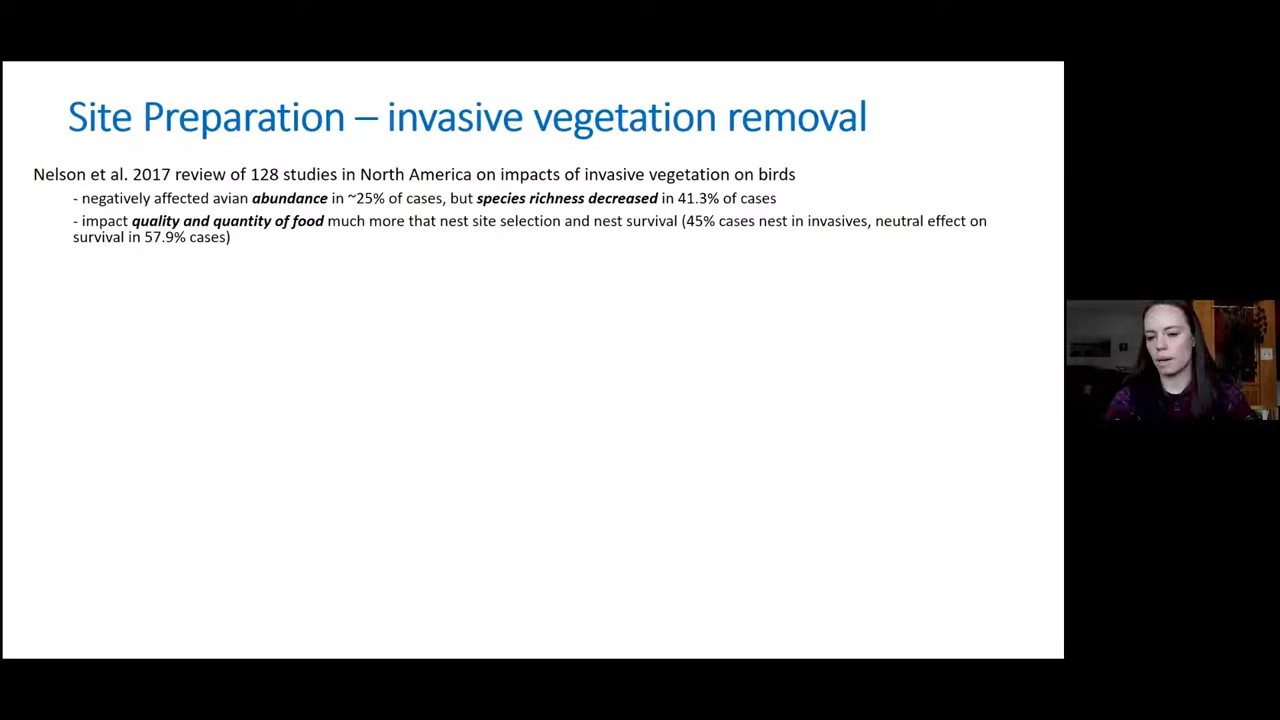 Site Preparation – invasive vegetation removal
Nelson et al. 2017 review of 128 studies in North America on impacts of invasive vegetation on birds
- negatively affected avian abundance in ~25% of cases, but species richness decreased in 41.3% of cases
- impact quality and quantity of food much more that nest site selection and nest survival (45% cases nest in invasives, neutral effect on
survival in 57.9% cases)